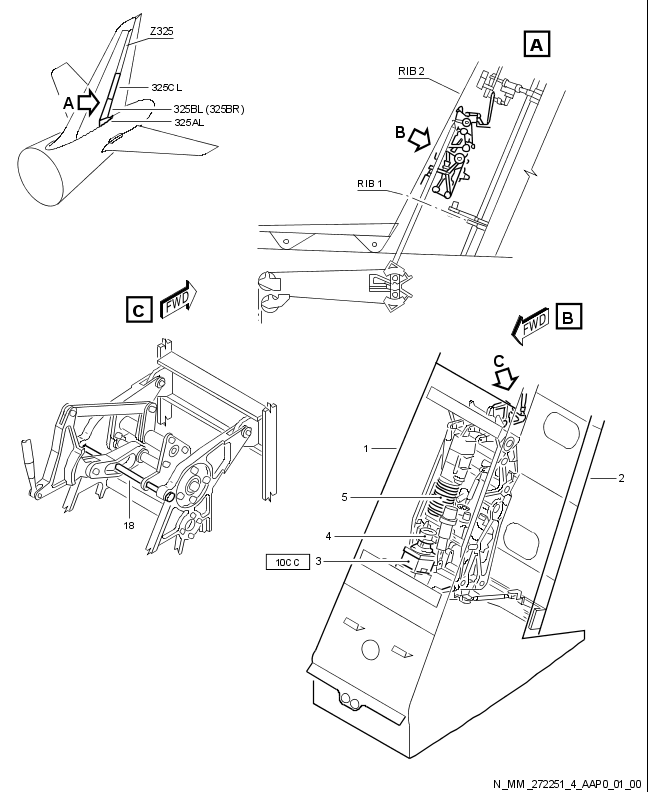 Z325
A
325CL
A
325BL (325BR)
325AL
RIB 2
B
RIB 1
C
FWD
FWD
B
C
1
2
5
18
4
10CC
3
N_MM_272251_4_AAP0_01_00